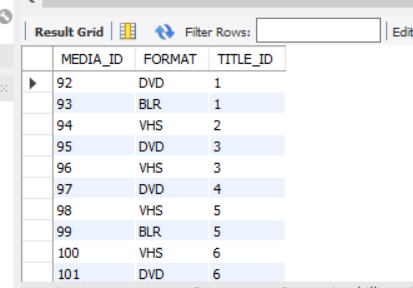 Result Grid Filter Rows: Edit
MEDIA_ID FORMAT TITLE_ID
92 DVD 1
93 BLR 1
94 VHS 2
95 DVD 3
96 VHS 3
97 DVD 4
98 VHS 5
99 BLR 5
100 VHS 6
101 DVD 6